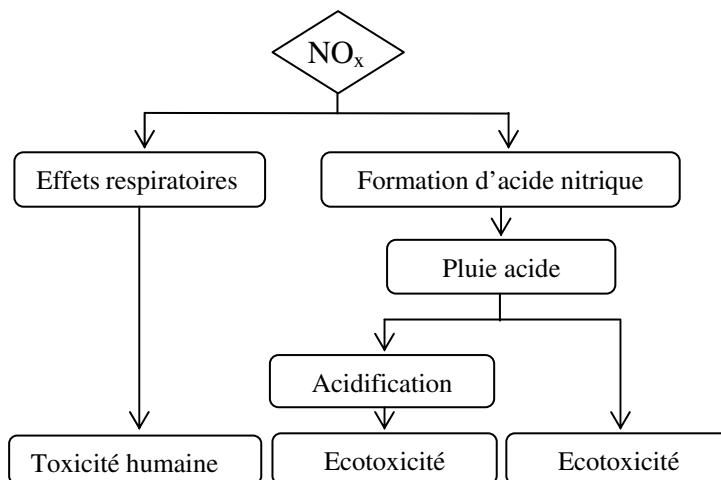 NOₓ
Effets respiratoires
Formation d’acide nitrique
Pluie acide
Acidification
Toxicité humaine
Ecotoxicité
Ecotoxicité